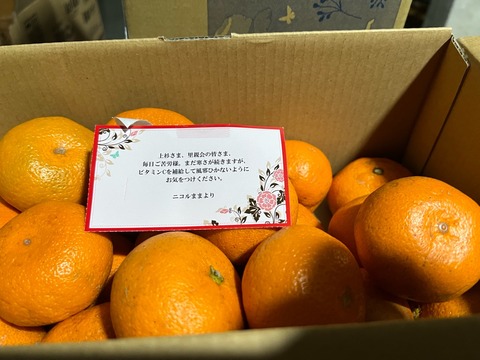 上杉さま、里親会の皆さま、
毎日ご苦労様。まだ寒さが続きますが、
ビタミンCを補給して風邪ひかないように
お気をつけください。
ニコルままより